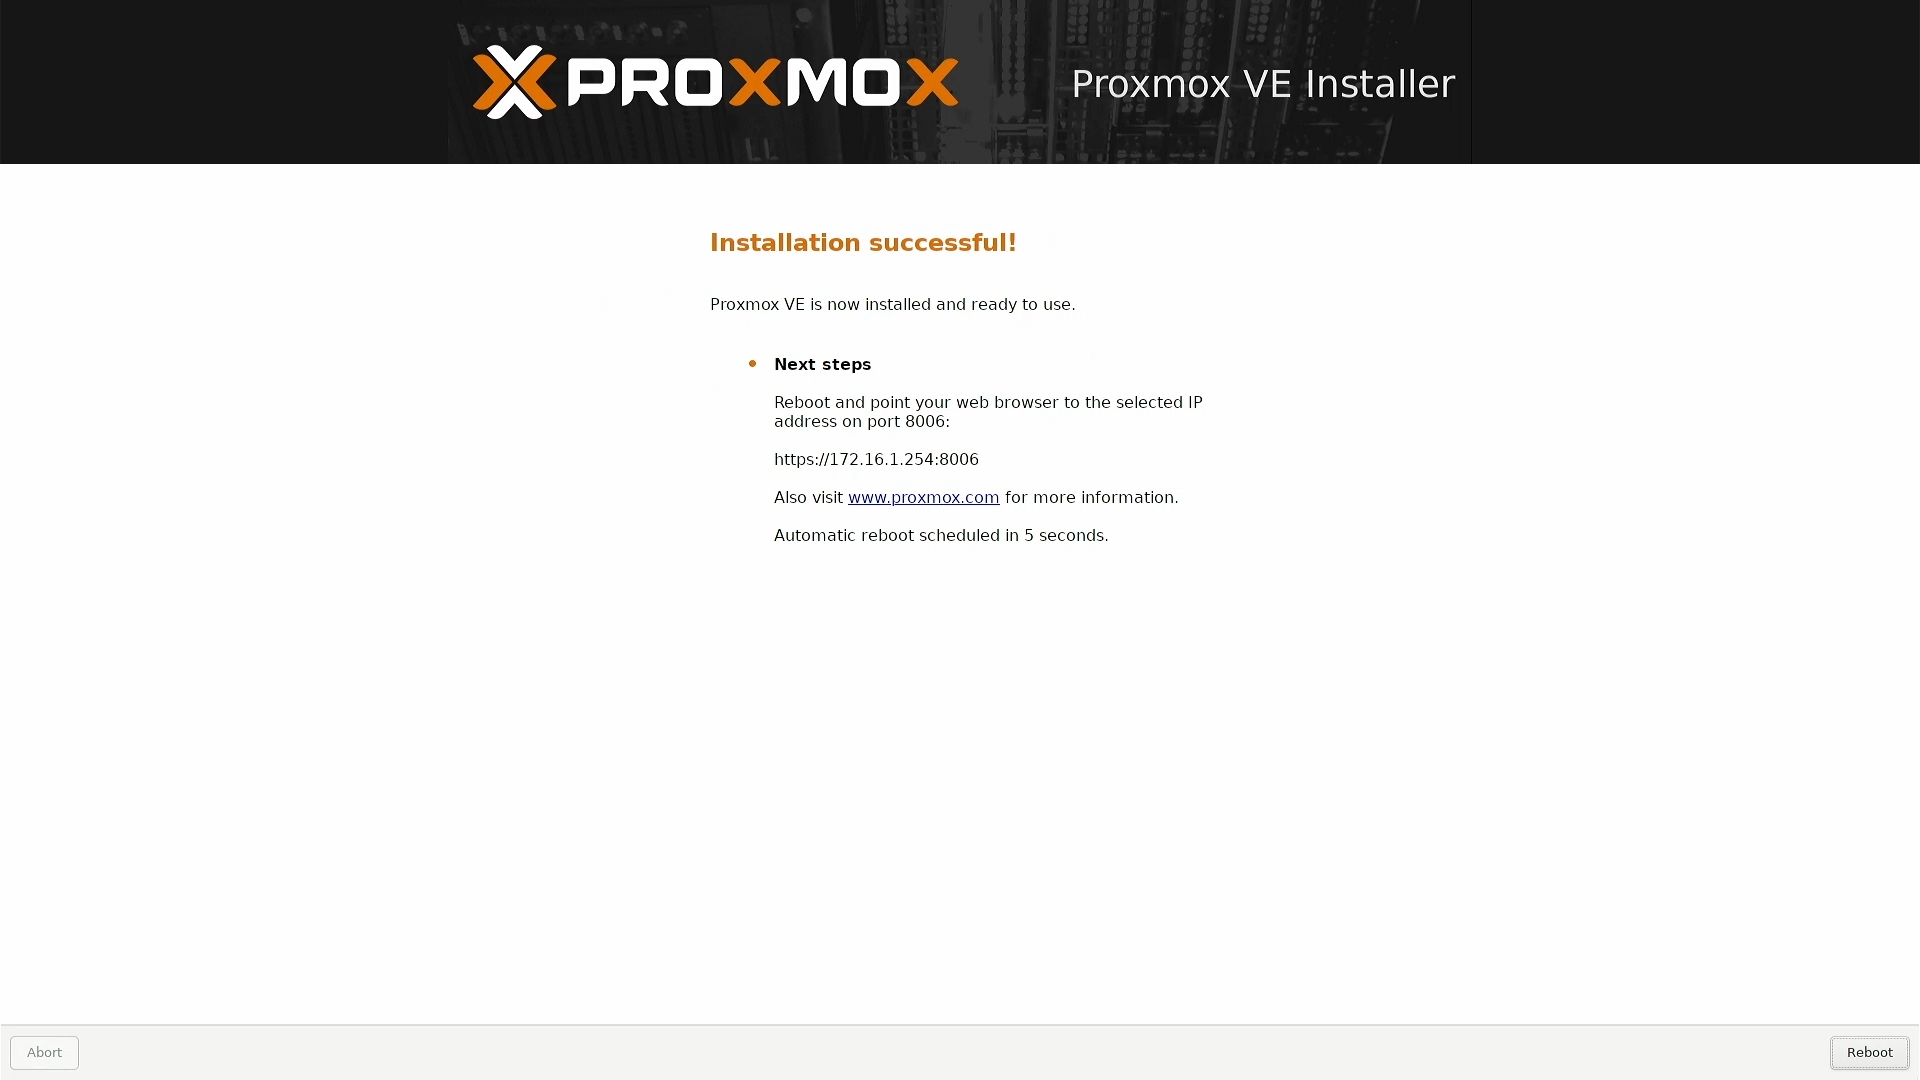 PROXMOX
Proxmox VE Installer
Installation successful!
Proxmox VE is now installed and ready to use.
Next steps
Reboot and point your web browser to the selected IP
address on port 8006:
https://172.16.1.254:8006
Also visit www.proxmox.com for more information.
Automatic reboot scheduled in 5 seconds.
Abort
Reboot